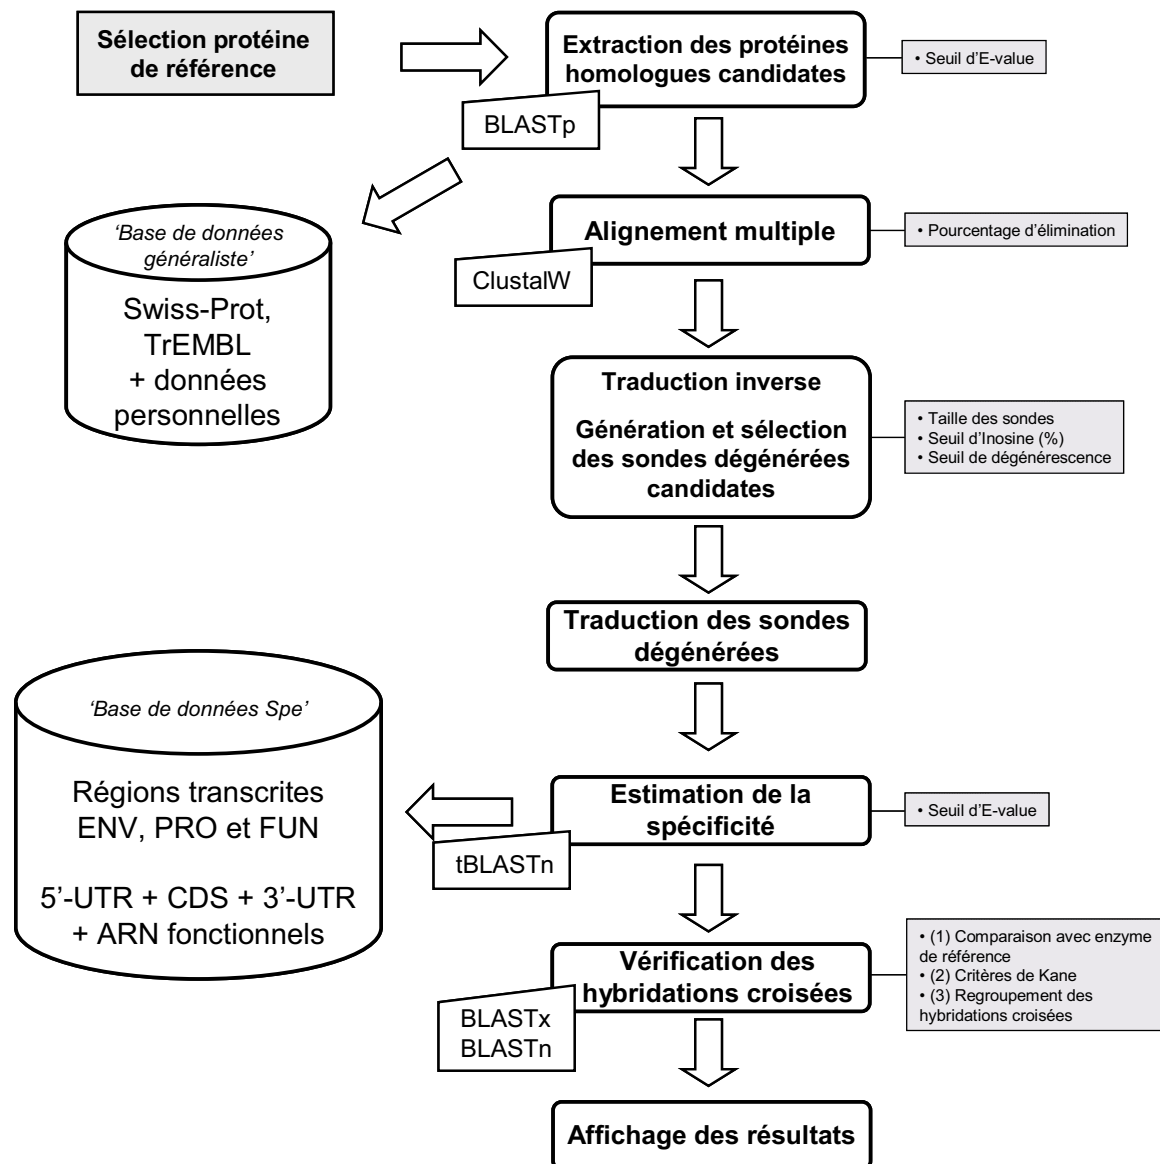 Sélection protéine
de référence
Extraction des protéines
homologues candidates
• Seuil d’E-value
BLASTp
‘Base de données
généraliste’
Swiss-Prot,
TrEMBL
+ données
personnelles
Alignement multiple
• Pourcentage d’élimination
ClustalW
Traduction inverse
Génération et sélection
des sondes dégénérées
candidates
• Taille des sondes
• Seuil d’Inosine (%)
• Seuil de dégénérescence
Traduction des sondes
dégénérées
‘Base de données Spe’
Régions transcrites
ENV, PRO et FUN
5’-UTR + CDS + 3’-UTR
+ ARN fonctionnels
Estimation de la
spécificité
• Seuil d’E-value
tBLASTn
Vérification des
hybridations croisées
• (1) Comparaison avec enzyme
de référence
• (2) Critères de Kane
• (3) Regroupement des
hybridations croisées
BLASTx
BLASTn
Affichage des résultats